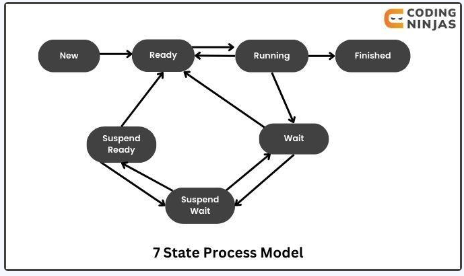 CODING
NINJAS
New
Ready
Running
Finished
Suspend
Ready
Wait
Suspend
Wait
7 State Process Model